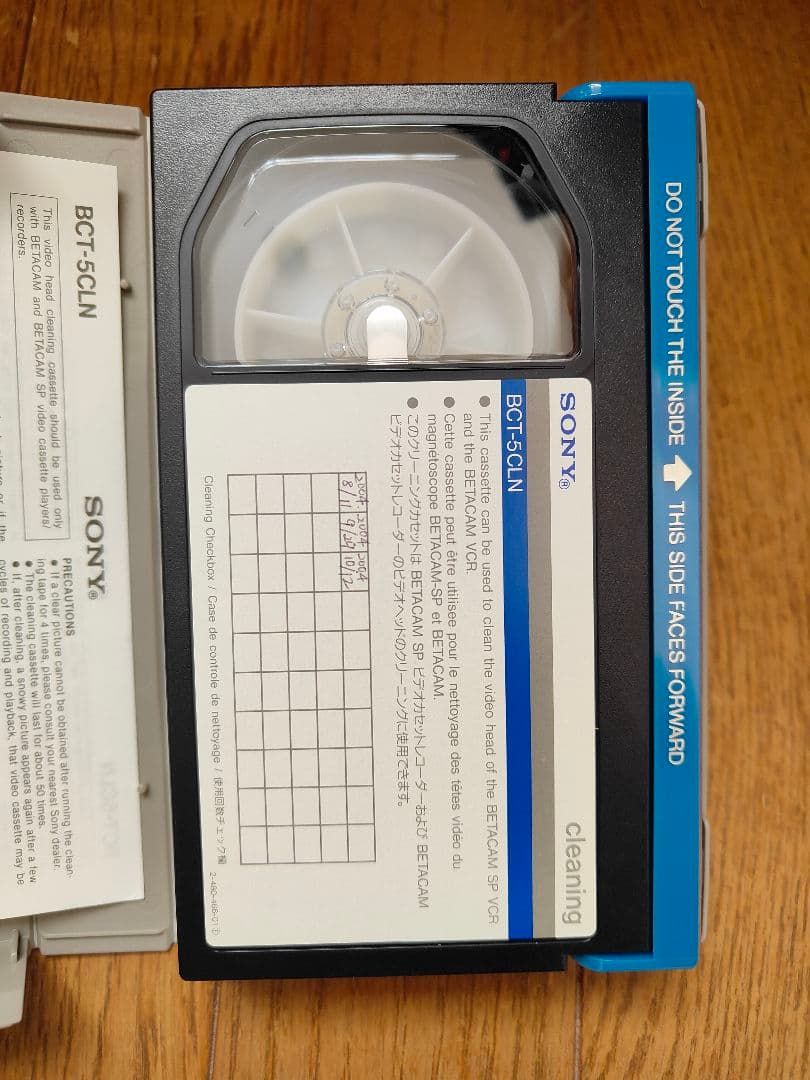 DO NOT TOUCH THE INSIDE ⬅ THIS SIDE FACES FORWARD
SONY®
cleaning
BCT-5CLN
● This cassette can be used to clean the video head of the BETACAM SP VCR
and the BETACAM VCR.
● Cette cassette peut être utilisee pour le nettoyage des têtes vidéo du
magnétoscope BETACAM-SP et BETACAM.
● このクリーニングカセットは BETACAM SP ビデオカセットレコーダーおよび BETACAM
ビデオカセットレコーダーのビデオヘッドのクリーニングに使用できます。
2004. 2004 2004
8/11 9/29 10/12
Cleaning Checkbox / Case de controle de nettoyage / 使用回数チェック欄
2-480-466-01 ①
BCT-5CLN
SONY®
This video head cleaning cassette should be used only
with BETACAM and BETACAM SP video cassette players/
recorders.
PRECAUTIONS
● If a clear picture cannot be obtained after running the clean-
ing tape for 4 times, please consult your nearest Sony dealer.
● The cleaning cassette will last for about 50 times.
● If, after cleaning, a snowy picture appears again after a few
cycles of recording and playback, that video cassette may be